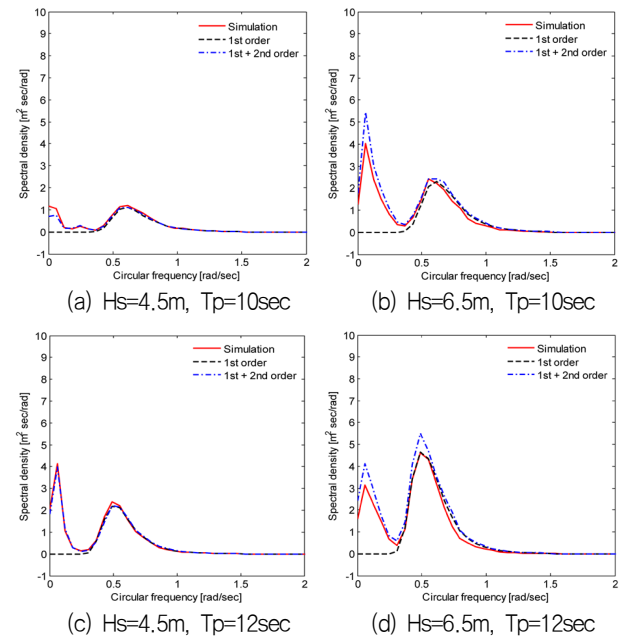 10
9
8
7
6
5
4
3
2
1
0
-1
0
0.5
1
1.5
2
Spectral density [m² sec/rad]
Circular frequency [rad/sec]
Simulation
1st order
1st + 2nd order
(a) Hs=4.5m, Tp=10sec
10
9
8
7
6
5
4
3
2
1
0
-1
0
0.5
1
1.5
2
Spectral density [m² sec/rad]
Circular frequency [rad/sec]
Simulation
1st order
1st + 2nd order
(b) Hs=6.5m, Tp=10sec
10
9
8
7
6
5
4
3
2
1
0
-1
0
0.5
1
1.5
2
Spectral density [m² sec/rad]
Circular frequency [rad/sec]
Simulation
1st order
1st + 2nd order
(c) Hs=4.5m, Tp=12sec
10
9
8
7
6
5
4
3
2
1
0
-1
0
0.5
1
1.5
2
Spectral density [m² sec/rad]
Circular frequency [rad/sec]
Simulation
1st order
1st + 2nd order
(d) Hs=6.5m, Tp=12sec